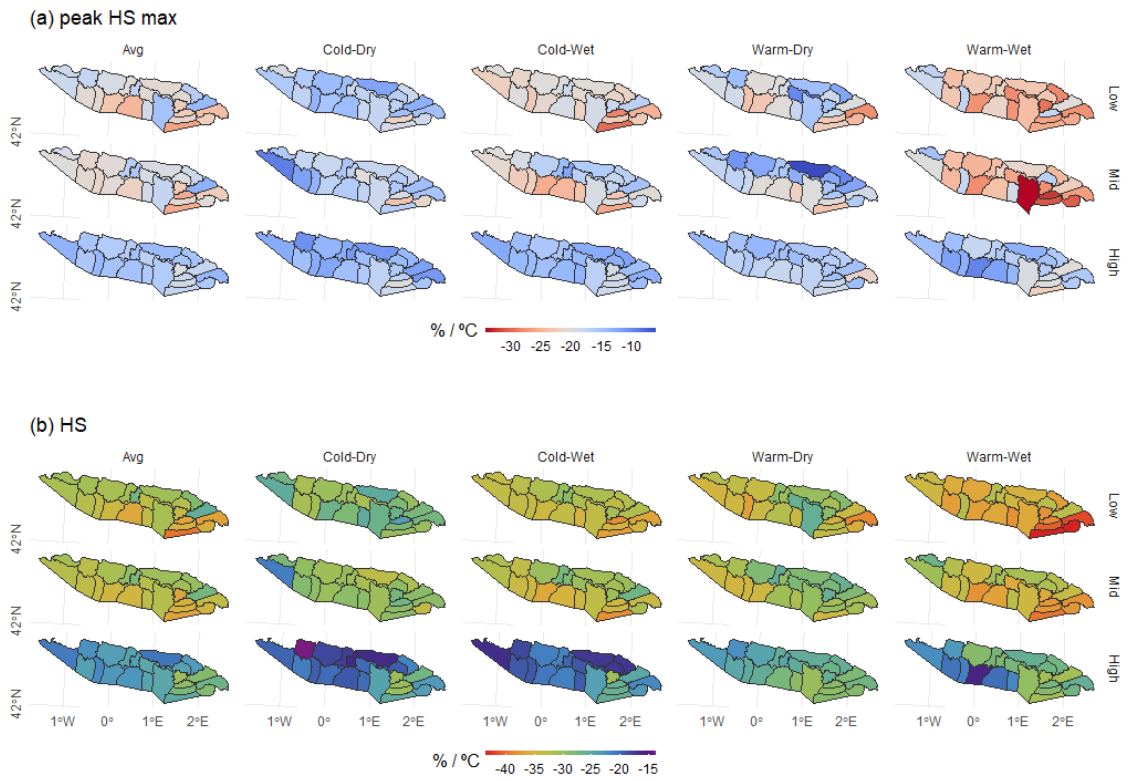 (a) peak HS max
Avg Cold-Dry Cold-Wet Warm-Dry Warm-Wet
Low
42°N
Mid
42°N
High
42°N
% / ºC
-30 -25 -20 -15 -10
(b) HS
Avg Cold-Dry Cold-Wet Warm-Dry Warm-Wet
Low
42°N
Mid
42°N
High
42°N
1°W 0° 1°E 2°E 1°W 0° 1°E 2°E 1°W 0° 1°E 2°E 1°W 0° 1°E 2°E 1°W 0° 1°E 2°E
% / ºC
-40 -35 -30 -25 -20 -15